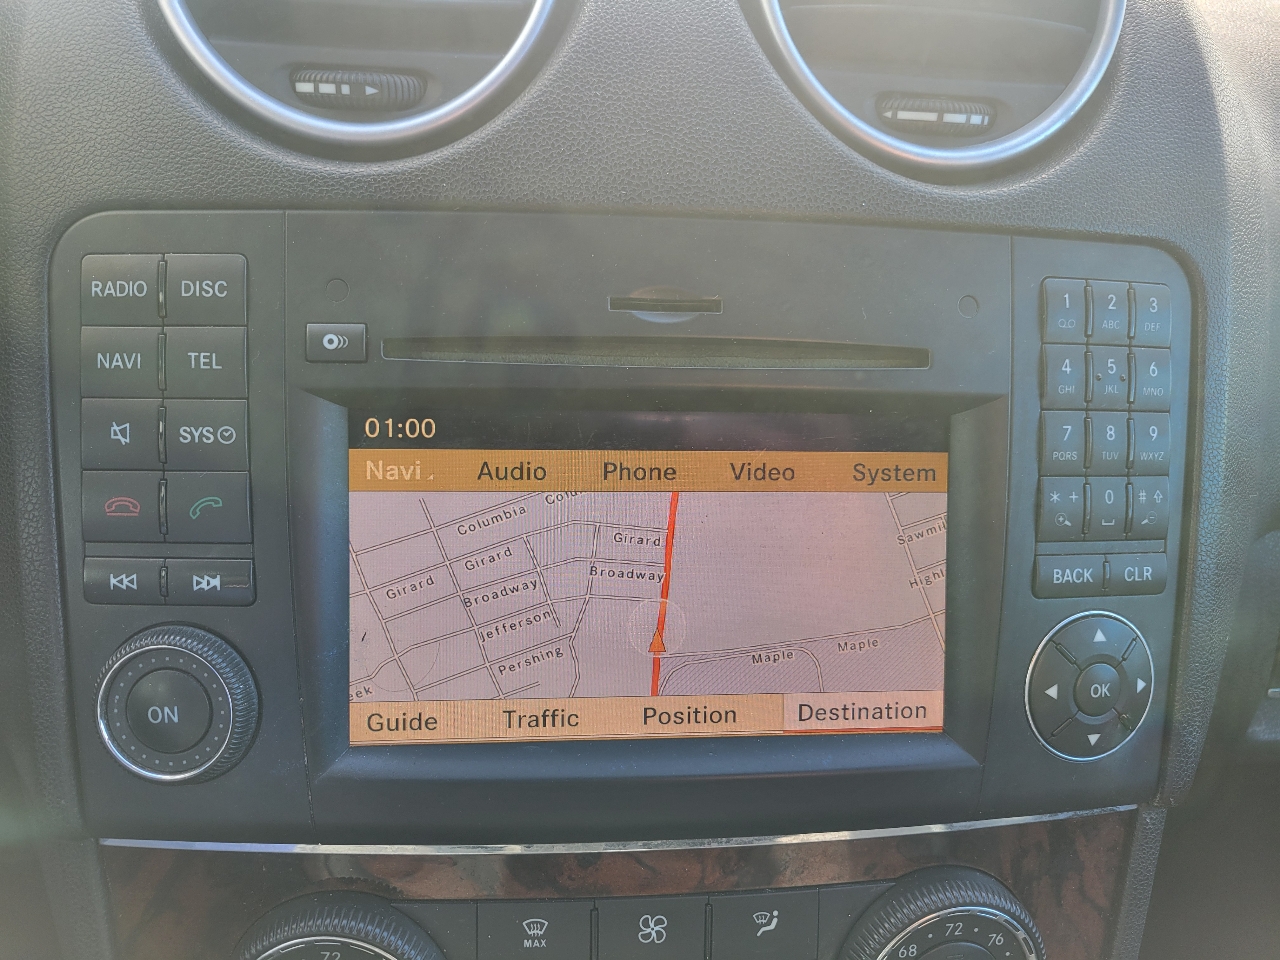 RADIO DISC
NAVI TEL
SYS
ON
1 2 3
ABC DEF
4 5 6
GHI JKL MNO
7 8 9
PQRS TUV WXYZ
* + 0 #
BACK CLR
OK
01:00
Navi Audio Phone Video System
Columbia
Girard
Girard
Girard
Broadway
Broadway
Jefferson
Pershing
Maple
Maple
Guide Traffic Position Destination
MAX
72
68 72 76